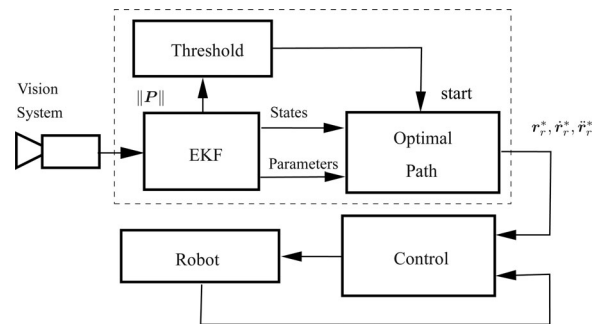 Threshold
Vision
System
‖P‖
start
States
EKF
Optimal
Path
Parameters
r*_r, ṙ*_r, r̈*_r
Robot
Control